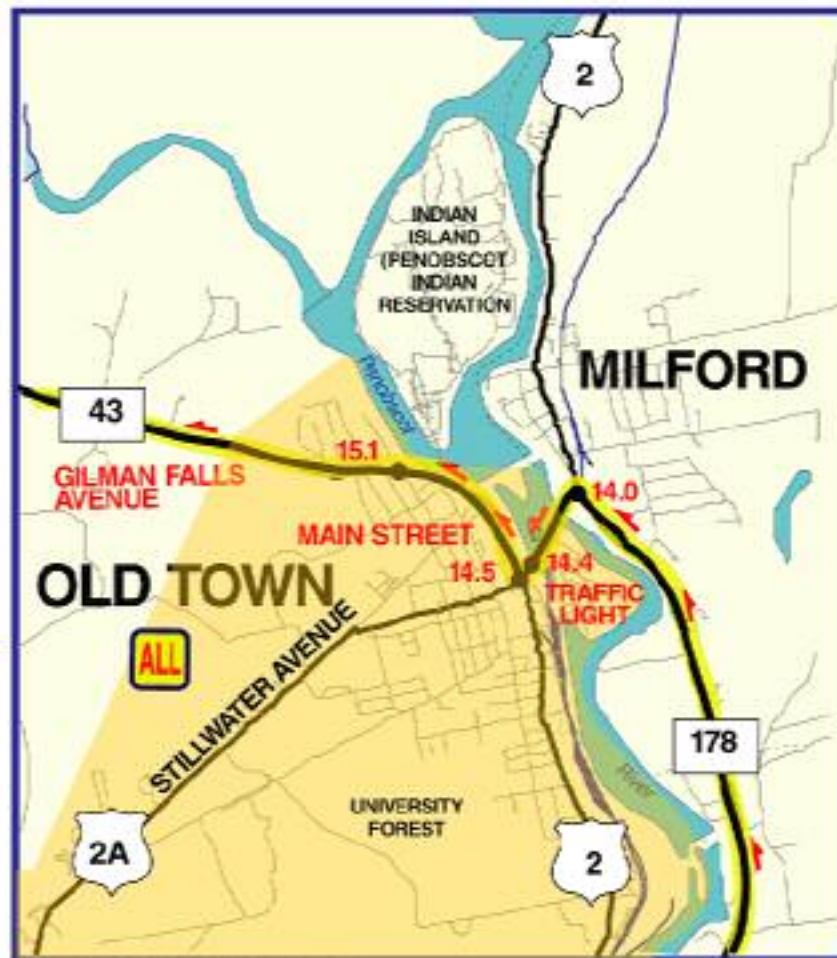 2
INDIAN
ISLAND
(PENOBSCOT
INDIAN
RESERVATION
MILFORD
Penobscot
43
15.1
14.0
GILMAN FALLS
AVENUE
MAIN STREET
14.5
14.4
OLD TOWN
TRAFFIC
LIGHT
ALL
STILLWATER AVENUE
178
River
UNIVERSITY
FOREST
2A
2